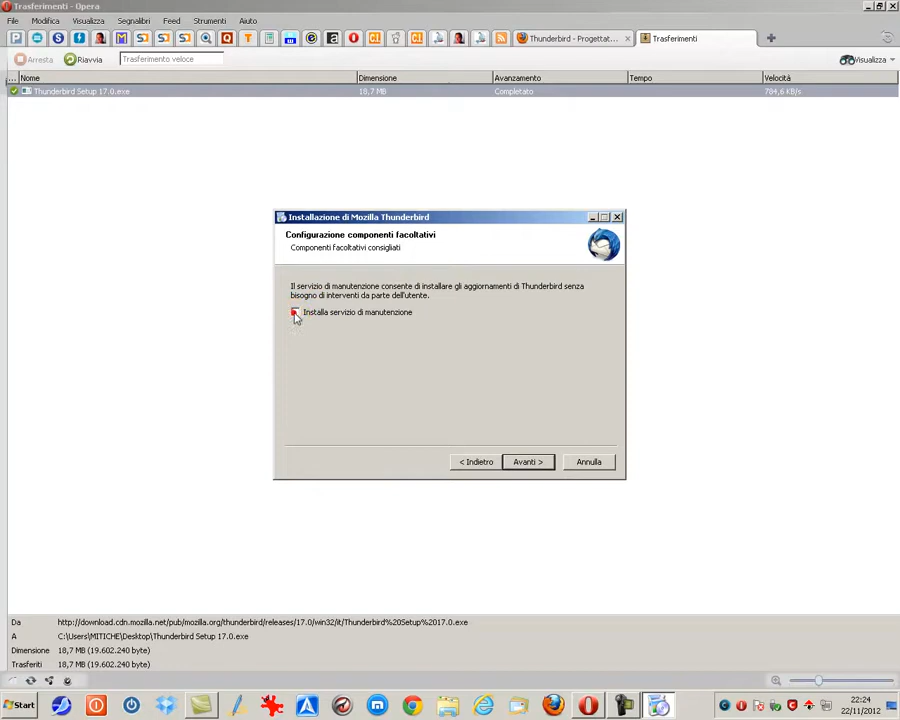 Trasferimenti - Opera
File Modifica Visualizza Segnalibri Feed Strumenti Aiuto
Thunderbird - Progettat... Trasferimenti
Arresta Riavvia Trasferimento veloce Visualizza
... Nome Dimensione Avanzamento Tempo Velocità
Thunderbird Setup 17.0.exe 18,7 MB Completato 784,6 KB/s
Installazione di Mozilla Thunderbird
Configurazione componenti facoltativi
Componenti facoltativi consigliati
Il servizio di manutenzione consente di installare gli aggiornamenti di Thunderbird senza
bisogno di interventi da parte dell'utente.
Installa servizio di manutenzione
< Indietro Avanti > Annulla
Da http://download.cdn.mozilla.net/pub/mozilla.org/thunderbird/releases/17.0/win32/it/Thunderbird%20Setup%2017.0.exe
A C:\Users\MITICHE\Desktop\Thunderbird Setup 17.0.exe
Dimensione 18,7 MB (19.602.240 byte)
Trasferiti 18,7 MB (19.602.240 byte)
Start
22:24
22/11/2012